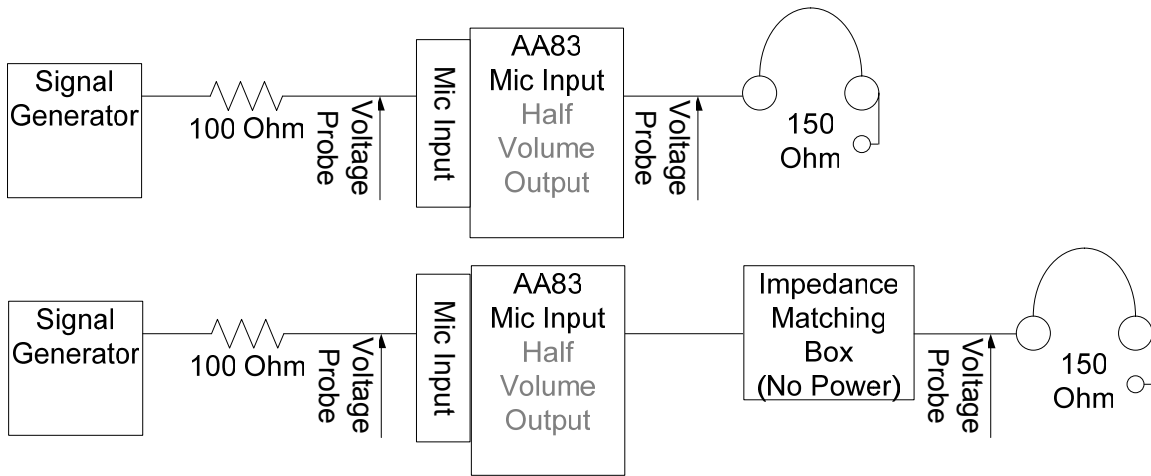 Signal
Generator
100 Ohm
Voltage
Probe
Mic Input
AA83
Mic Input
Half
Volume
Output
Voltage
Probe
150
Ohm
Signal
Generator
100 Ohm
Voltage
Probe
Mic Input
AA83
Mic Input
Half
Volume
Output
Impedance
Matching
Box
(No Power)
Voltage
Probe
150
Ohm